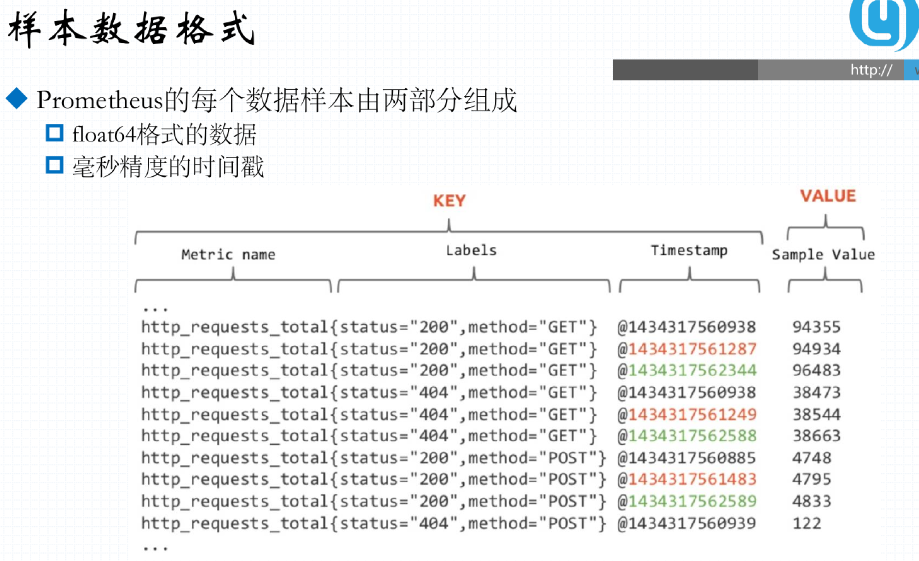 样本数据格式
http://
Prometheus的每个数据样本由两部分组成
float64格式的数据
毫秒精度的时间戳
KEY VALUE
Metric name Labels Timestamp Sample Value
...
http_requests_total{status="200",method="GET"} @1434317560938 94355
http_requests_total{status="200",method="GET"} @1434317561287 94934
http_requests_total{status="200",method="GET"} @1434317562344 96483
http_requests_total{status="404",method="GET"} @1434317560938 38473
http_requests_total{status="404",method="GET"} @1434317561249 38544
http_requests_total{status="404",method="GET"} @1434317562588 38663
http_requests_total{status="200",method="POST"} @1434317560885 4748
http_requests_total{status="200",method="POST"} @1434317561483 4795
http_requests_total{status="200",method="POST"} @1434317562589 4833
http_requests_total{status="404",method="POST"} @1434317560939 122
...